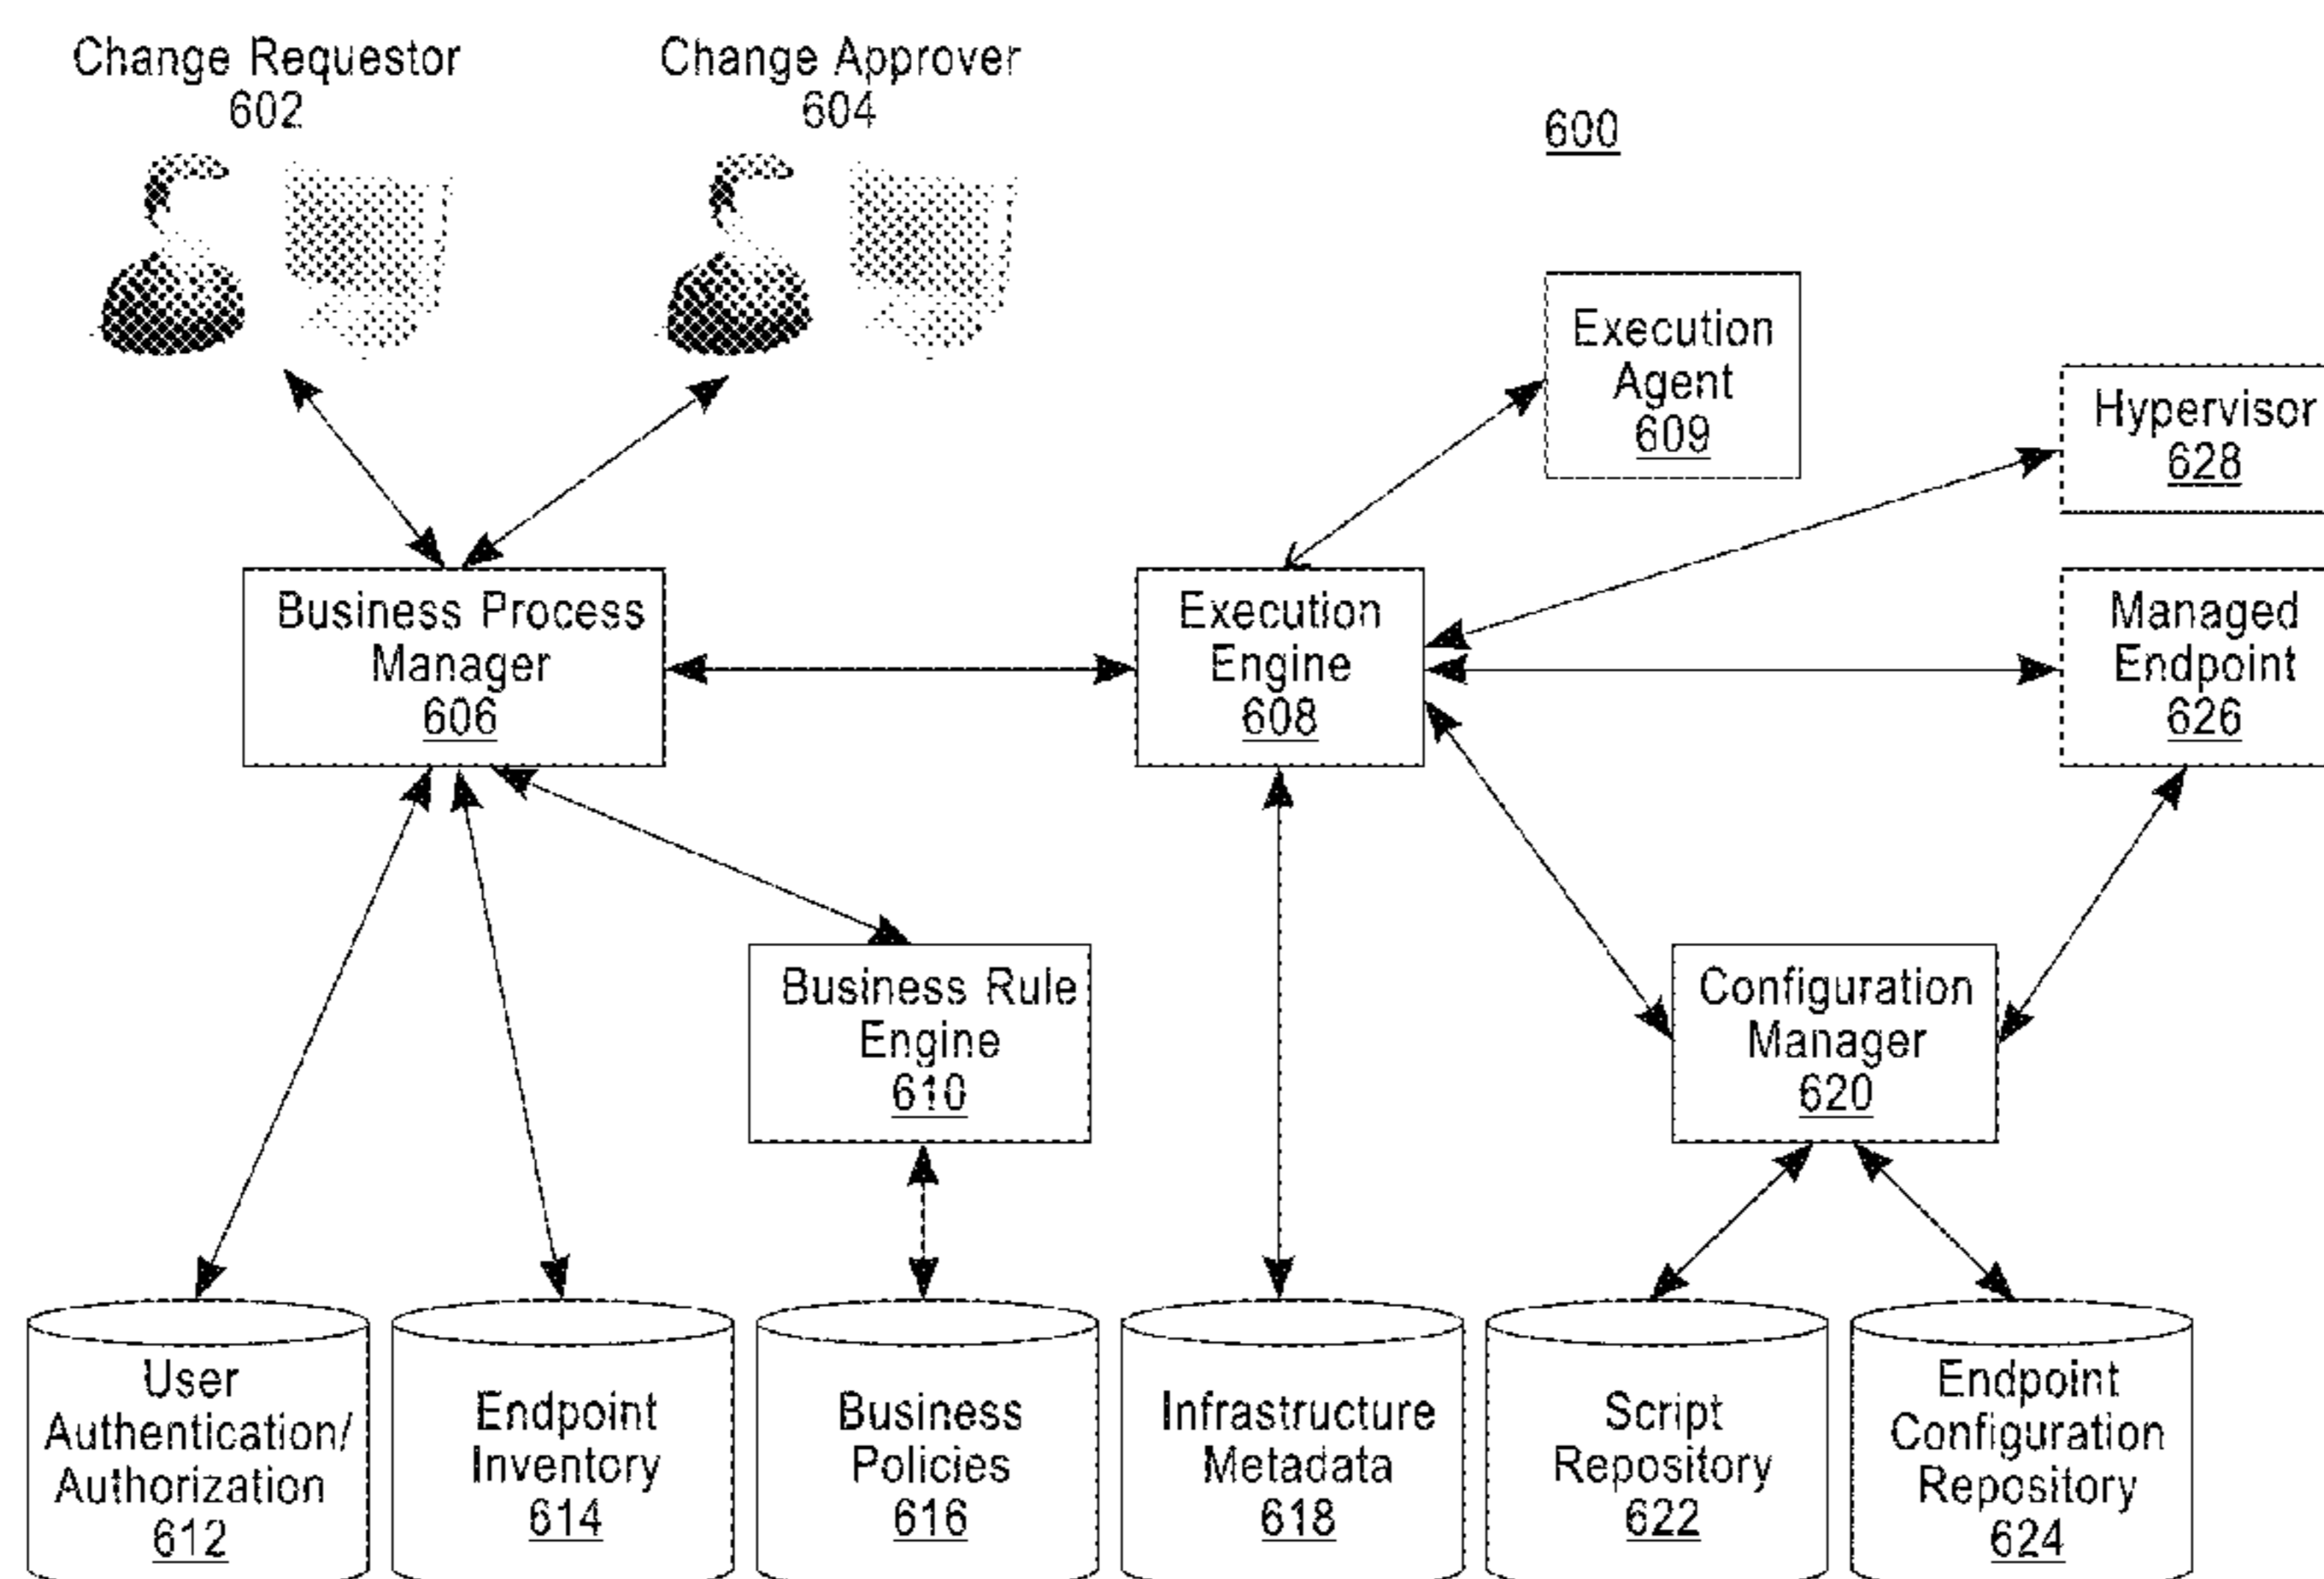 Change Requestor
602
Change Approver
604
600
Execution
Agent
609
Hypervisor
628
Business Process
Manager
606
Execution
Engine
608
Managed
Endpoint
626
Business Rule
Engine
610
Configuration
Manager
620
User
Authentication/
Authorization
612
Endpoint
Inventory
614
Business
Policies
616
Infrastructure
Metadata
618
Script
Repository
622
Endpoint
Configuration
Repository
624